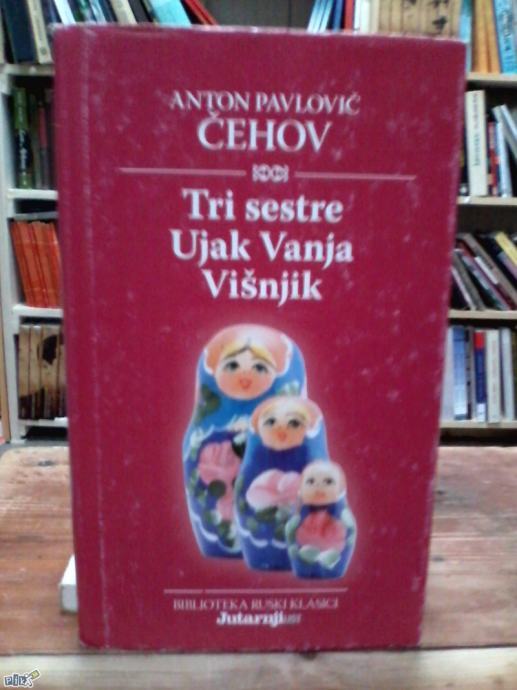 ANTON PAVLOVIĆ
ČEHOV
Tri sestre
Ujak Vanja
Višnjik
BIBLIOTEKA RUSKI KLASICI
Jutarnji